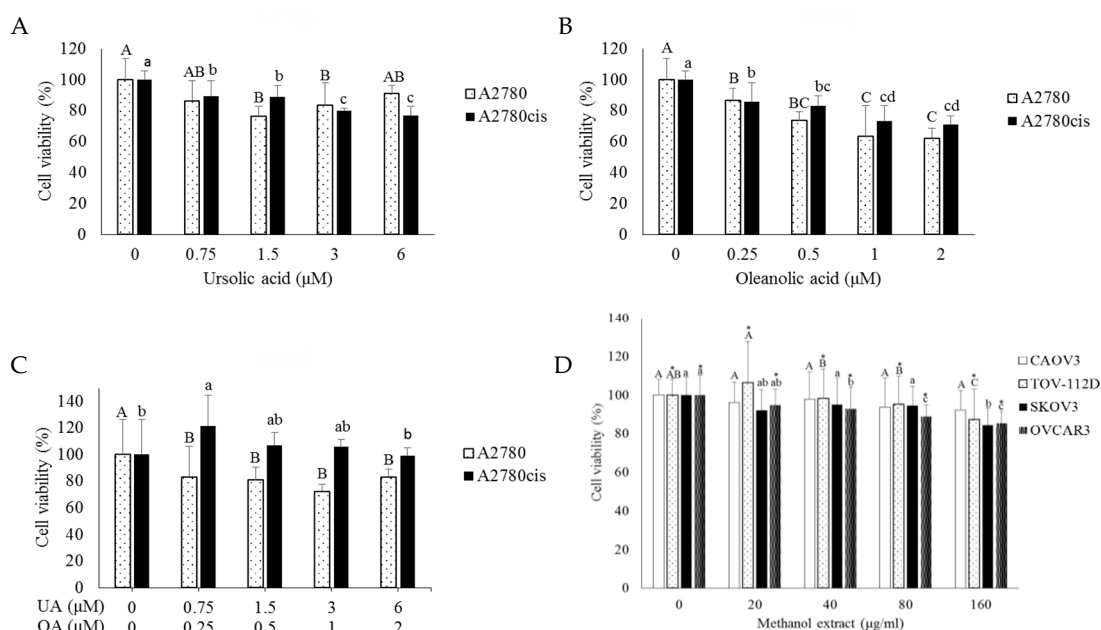 A
Cell viability (%)
120
100
80
60
40
20
0
A a AB b B b B c AB c
A2780
A2780cis
0 0.75 1.5 3 6
Ursolic acid (µM)
B
Cell viability (%)
120
100
80
60
40
20
0
A a B b BC bc C cd C cd
A2780
A2780cis
0 0.25 0.5 1 2
Oleanolic acid (µM)
C
Cell viability (%)
140
120
100
80
60
40
20
0
A b B a B ab B ab B b
A2780
A2780cis
UA (µM) 0 0.75 1.5 3 6
OA (µM) 0 0.25 0.5 1 2
D
Cell viability (%)
140
120
100
80
60
40
20
0
* * * * * * * * * *
A AB a a A A ab ab A B a b A B a c A C b c
CAOV3
TOV-112D
SKOV3
OVCAR3
0 20 40 80 160
Methanol extract (µg/ml)